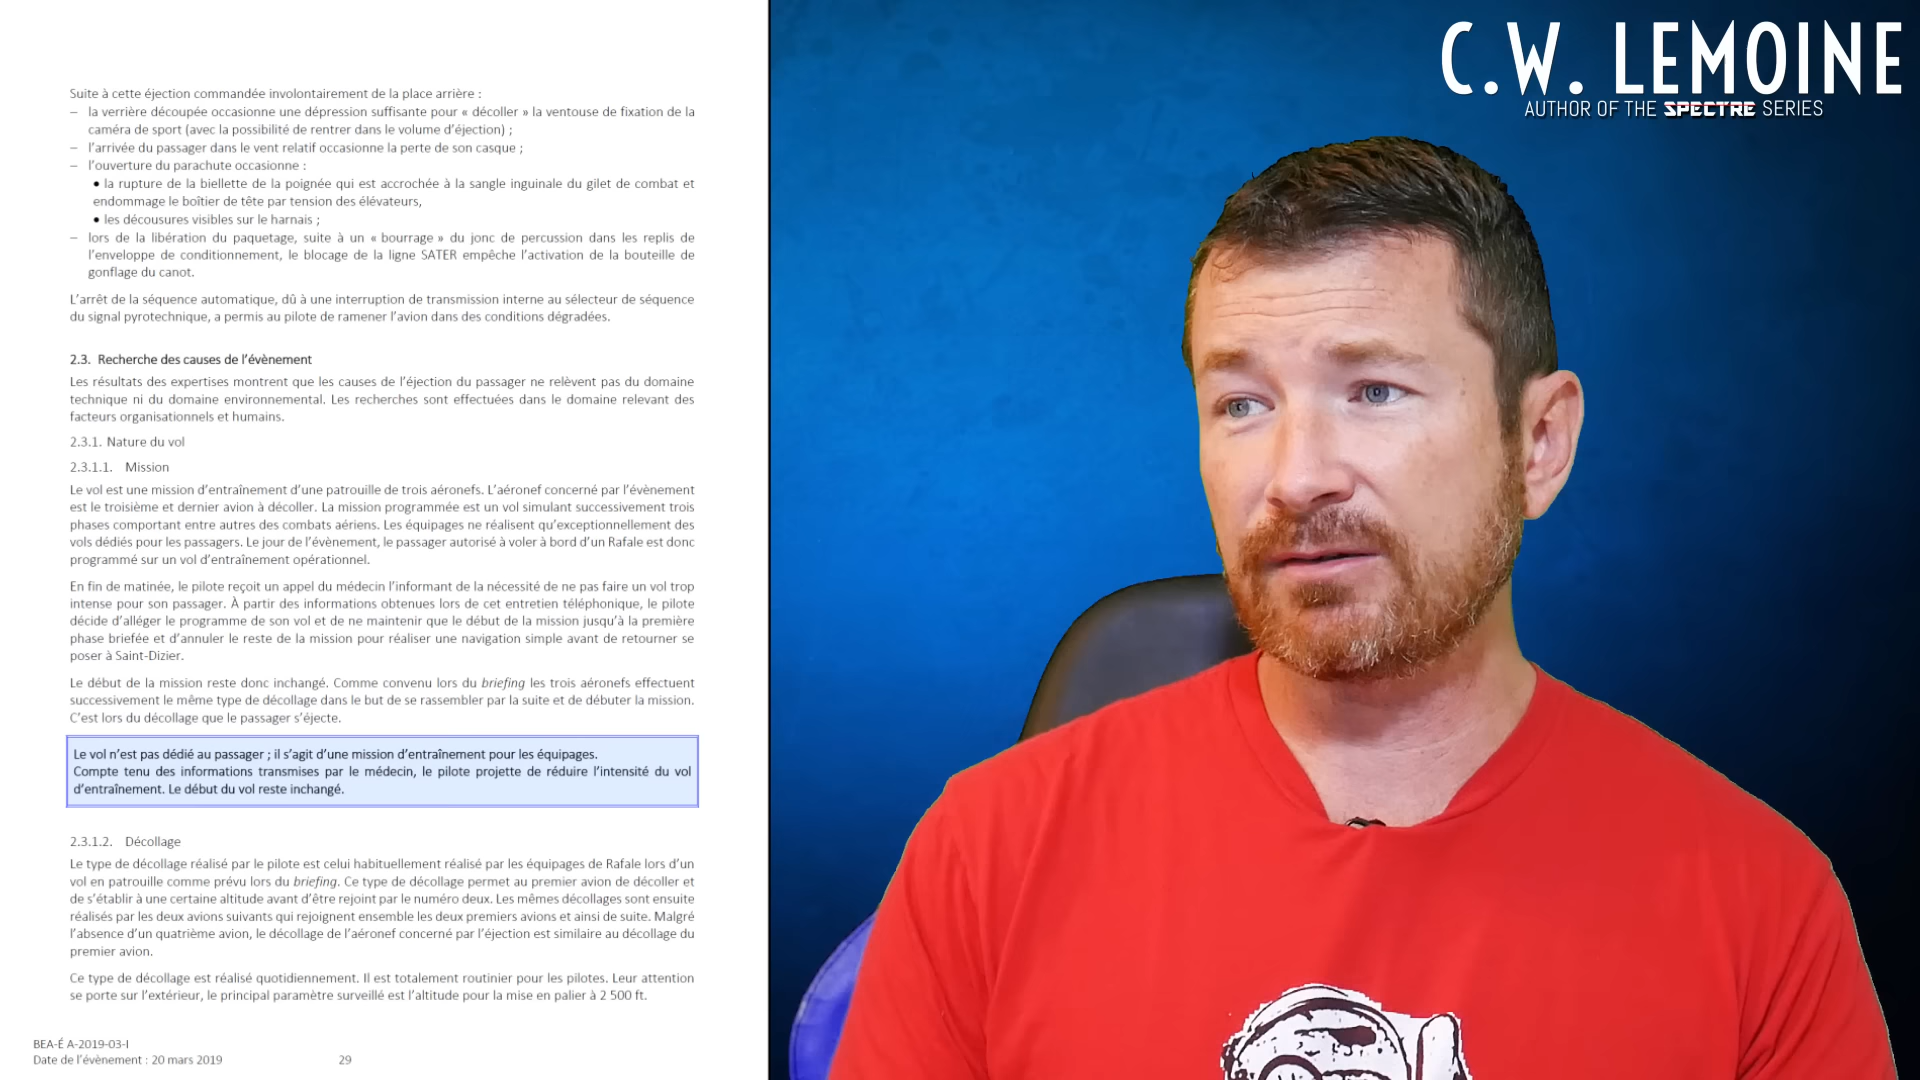 Suite à cette éjection commandée involontairement de la place arrière :
– la verrière découpée occasionne une dépression suffisante pour « décoller » la ventouse de fixation de la
caméra de sport (avec la possibilité de rentrer dans le volume d'éjection) ;
– l'arrivée du passager dans le vent relatif occasionne la perte de son casque ;
– l'ouverture du parachute occasionne :
• la rupture de la biellette de la poignée qui est accrochée à la sangle inguinale du gilet de combat et
endommage le boîtier de tête par tension des élévateurs,
• les décousures visibles sur le harnais ;
– lors de la libération du paquetage, suite à un « bourrage » du jonc de percussion dans les replis de
l'enveloppe de conditionnement, le blocage de la ligne SATER empêche l'activation de la bouteille de
gonflage du canot.
L'arrêt de la séquence automatique, dû à une interruption de transmission interne au sélecteur de séquence
du signal pyrotechnique, a permis au pilote de ramener l'avion dans des conditions dégradées.
2.3. Recherche des causes de l'évènement
Les résultats des expertises montrent que les causes de l'éjection du passager ne relèvent pas du domaine
technique ni du domaine environnemental. Les recherches sont effectuées dans le domaine relevant des
facteurs organisationnels et humains.
2.3.1. Nature du vol
2.3.1.1. Mission
Le vol est une mission d'entraînement d'une patrouille de trois aéronefs. L'aéronef concerné par l'évènement
est le troisième et dernier avion à décoller. La mission programmée est un vol simulant successivement trois
phases comportant entre autres des combats aériens. Les équipages ne réalisent qu'exceptionnellement des
vols dédiés pour les passagers. Le jour de l'évènement, le passager autorisé à voler à bord d'un Rafale est donc
programmé sur un vol d'entraînement opérationnel.
En fin de matinée, le pilote reçoit un appel du médecin l'informant de la nécessité de ne pas faire un vol trop
intense pour son passager. À partir des informations obtenues lors de cet entretien téléphonique, le pilote
décide d'alléger le programme de son vol et de ne maintenir que le début de la mission jusqu'à la première
phase briefée et d'annuler le reste de la mission pour réaliser une navigation simple avant de retourner se
poser à Saint-Dizier.
Le début de la mission reste donc inchangé. Comme convenu lors du briefing les trois aéronefs effectuent
successivement le même type de décollage dans le but de se rassembler par la suite et de débuter la mission.
C'est lors du décollage que le passager s'éjecte.
Le vol n'est pas dédié au passager ; il s'agit d'une mission d'entraînement pour les équipages.
Compte tenu des informations transmises par le médecin, le pilote projette de réduire l'intensité du vol
d'entraînement. Le début du vol reste inchangé.
2.3.1.2. Décollage
Le type de décollage réalisé par le pilote est celui habituellement réalisé par les équipages de Rafale lors d'un
vol en patrouille comme prévu lors du briefing. Ce type de décollage permet au premier avion de décoller et
de s'établir à une certaine altitude avant d'être rejoint par le numéro deux. Les mêmes décollages sont ensuite
réalisés par les deux avions suivants qui rejoignent ensemble les deux premiers avions et ainsi de suite. Malgré
l'absence d'un quatrième avion, le décollage de l'aéronef concerné par l'éjection est similaire au décollage du
premier avion.
Ce type de décollage est réalisé quotidiennement. Il est totalement routinier pour les pilotes. Leur attention
se porte sur l'extérieur, le principal paramètre surveillé est l'altitude pour la mise en palier à 2 500 ft.
BEA-É A-2019-03-I
Date de l'évènement : 20 mars 2019
29
C.W. LEMOINE
AUTHOR OF THE SPECTRE SERIES